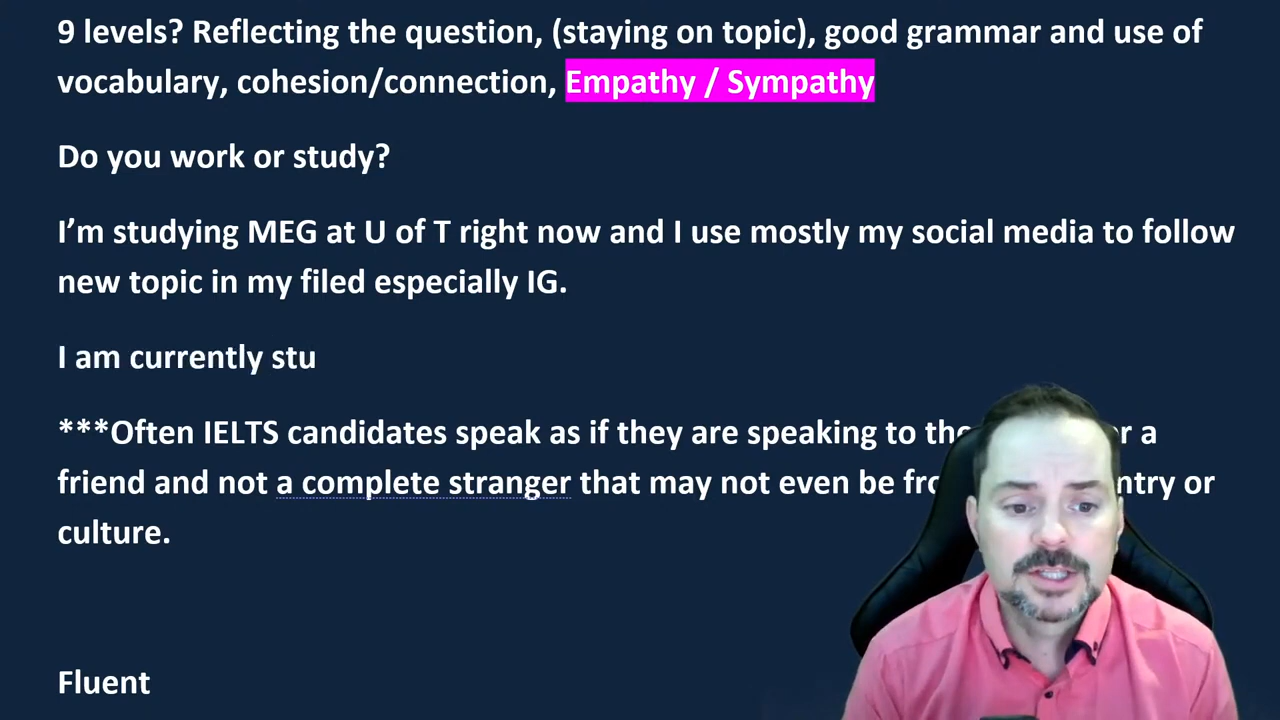 9 levels? Reflecting the question, (staying on topic), good grammar and use of
vocabulary, cohesion/connection, Empathy / Sympathy
Do you work or study?
I’m studying MEG at U of T right now and I use mostly my social media to follow
new topic in my filed especially IG.
I am currently stu
***Often IELTS candidates speak as if they are speaking to a
friend and not a complete stranger that may not even be or
culture.
Fluent